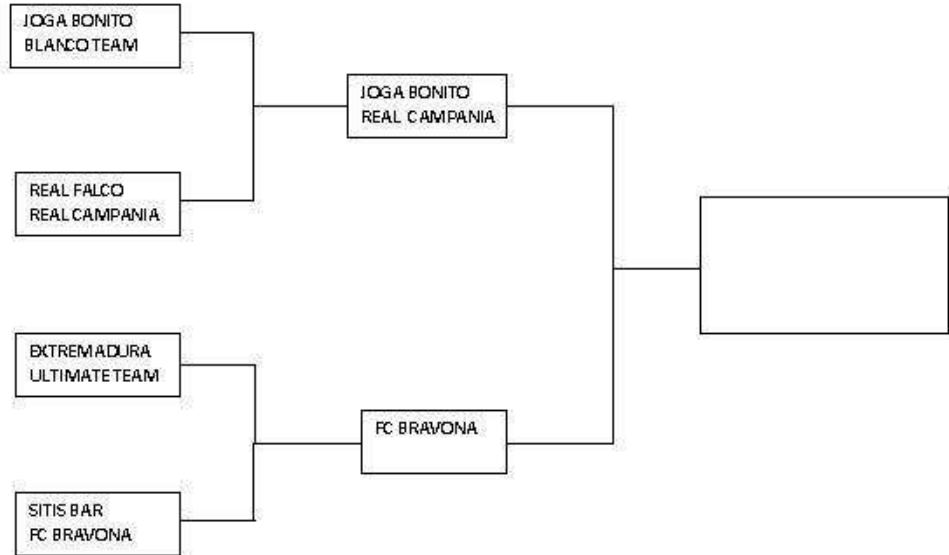 JOGA BONITO
BLANCO TEAM
JOGA BONITO
REAL CAMPANIA
REAL FALCO
REAL CAMPANIA
EXTREMADURA
ULTIMATE TEAM
FC BRAVONA
SITIS BAR
FC BRAVONA